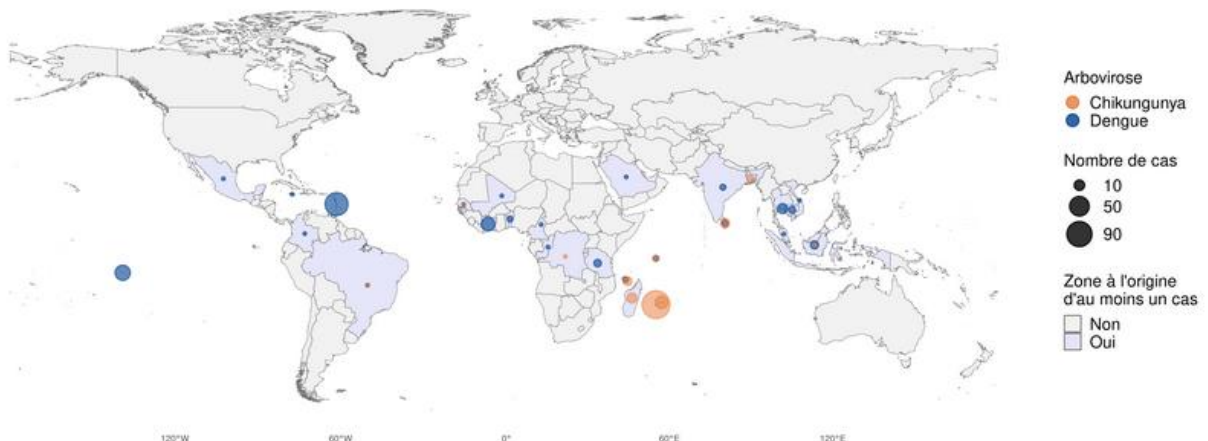 Arbovirose
Chikungunya
Dengue
Nombre de cas
10
50
90
Zone à l'origine
d'au moins un cas
Non
Oui
120°W
60°W
0°
60°E
120°E